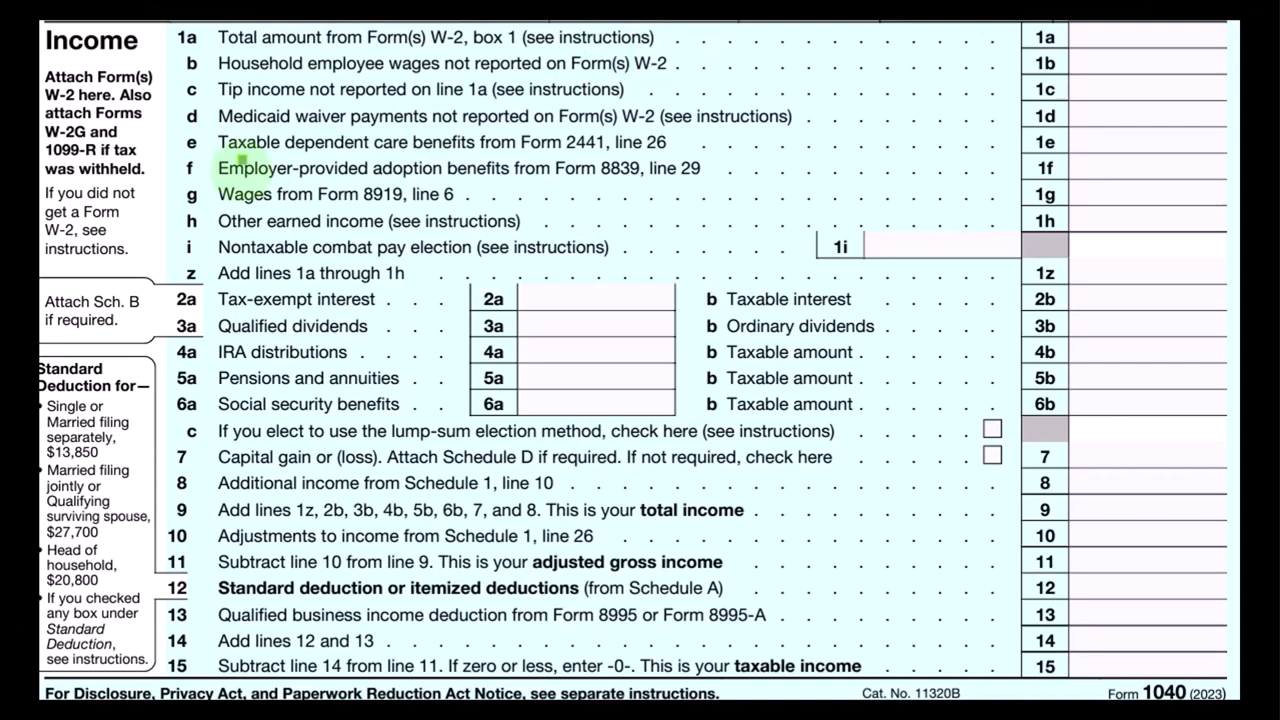 Income
Attach Form(s)
W-2 here. Also
attach Forms
W-2G and
1099-R if tax
was withheld.
If you did not
get a Form
W-2, see
instructions.
1a Total amount from Form(s) W-2, box 1 (see instructions) . . . . . . . . . . . . . 1a
b Household employee wages not reported on Form(s) W-2 . . . . . . . . . . . . . 1b
c Tip income not reported on line 1a (see instructions) . . . . . . . . . . . . . 1c
d Medicaid waiver payments not reported on Form(s) W-2 (see instructions) . . . . . . . . 1d
e Taxable dependent care benefits from Form 2441, line 26 . . . . . . . . . . . . 1e
f Employer-provided adoption benefits from Form 8839, line 29 . . . . . . . . . . . 1f
g Wages from Form 8919, line 6 . . . . . . . . . . . . . . . . . . . . . 1g
h Other earned income (see instructions) . . . . . . . . . . . . . . . . . . 1h
i Nontaxable combat pay election (see instructions) . . . . . . . 1i
z Add lines 1a through 1h . . . . . . . . . . . . . . . . . . . . . . 1z
Attach Sch. B
if required.
2a Tax-exempt interest . . . 2a b Taxable interest . . . . . 2b
3a Qualified dividends . . . 3a b Ordinary dividends . . . . . 3b
4a IRA distributions . . . . 4a b Taxable amount . . . . . . 4b
5a Pensions and annuities . . 5a b Taxable amount . . . . . . 5b
6a Social security benefits . . 6a b Taxable amount . . . . . . 6b
c If you elect to use the lump-sum election method, check here (see instructions) . . . . .
7 Capital gain or (loss). Attach Schedule D if required. If not required, check here . . . . . 7
8 Additional income from Schedule 1, line 10 . . . . . . . . . . . . . . . . . 8
9 Add lines 1z, 2b, 3b, 4b, 5b, 6b, 7, and 8. This is your total income . . . . . . . . . . 9
10 Adjustments to income from Schedule 1, line 26 . . . . . . . . . . . . . . . 10
11 Subtract line 10 from line 9. This is your adjusted gross income . . . . . . . . . . 11
12 Standard deduction or itemized deductions (from Schedule A) . . . . . . . . . . 12
13 Qualified business income deduction from Form 8995 or Form 8995-A . . . . . . . . . 13
14 Add lines 12 and 13 . . . . . . . . . . . . . . . . . . . . . . . . 14
15 Subtract line 14 from line 11. If zero or less, enter -0-. This is your taxable income . . . . . 15
Standard
Deduction for—
• Single or
Married filing
separately,
$13,850
• Married filing
jointly or
Qualifying
surviving spouse,
$27,700
• Head of
household,
$20,800
• If you checked
any box under
Standard
Deduction,
see instructions.
For Disclosure, Privacy Act, and Paperwork Reduction Act Notice, see separate instructions. Cat. No. 11320B Form 1040 (2023)